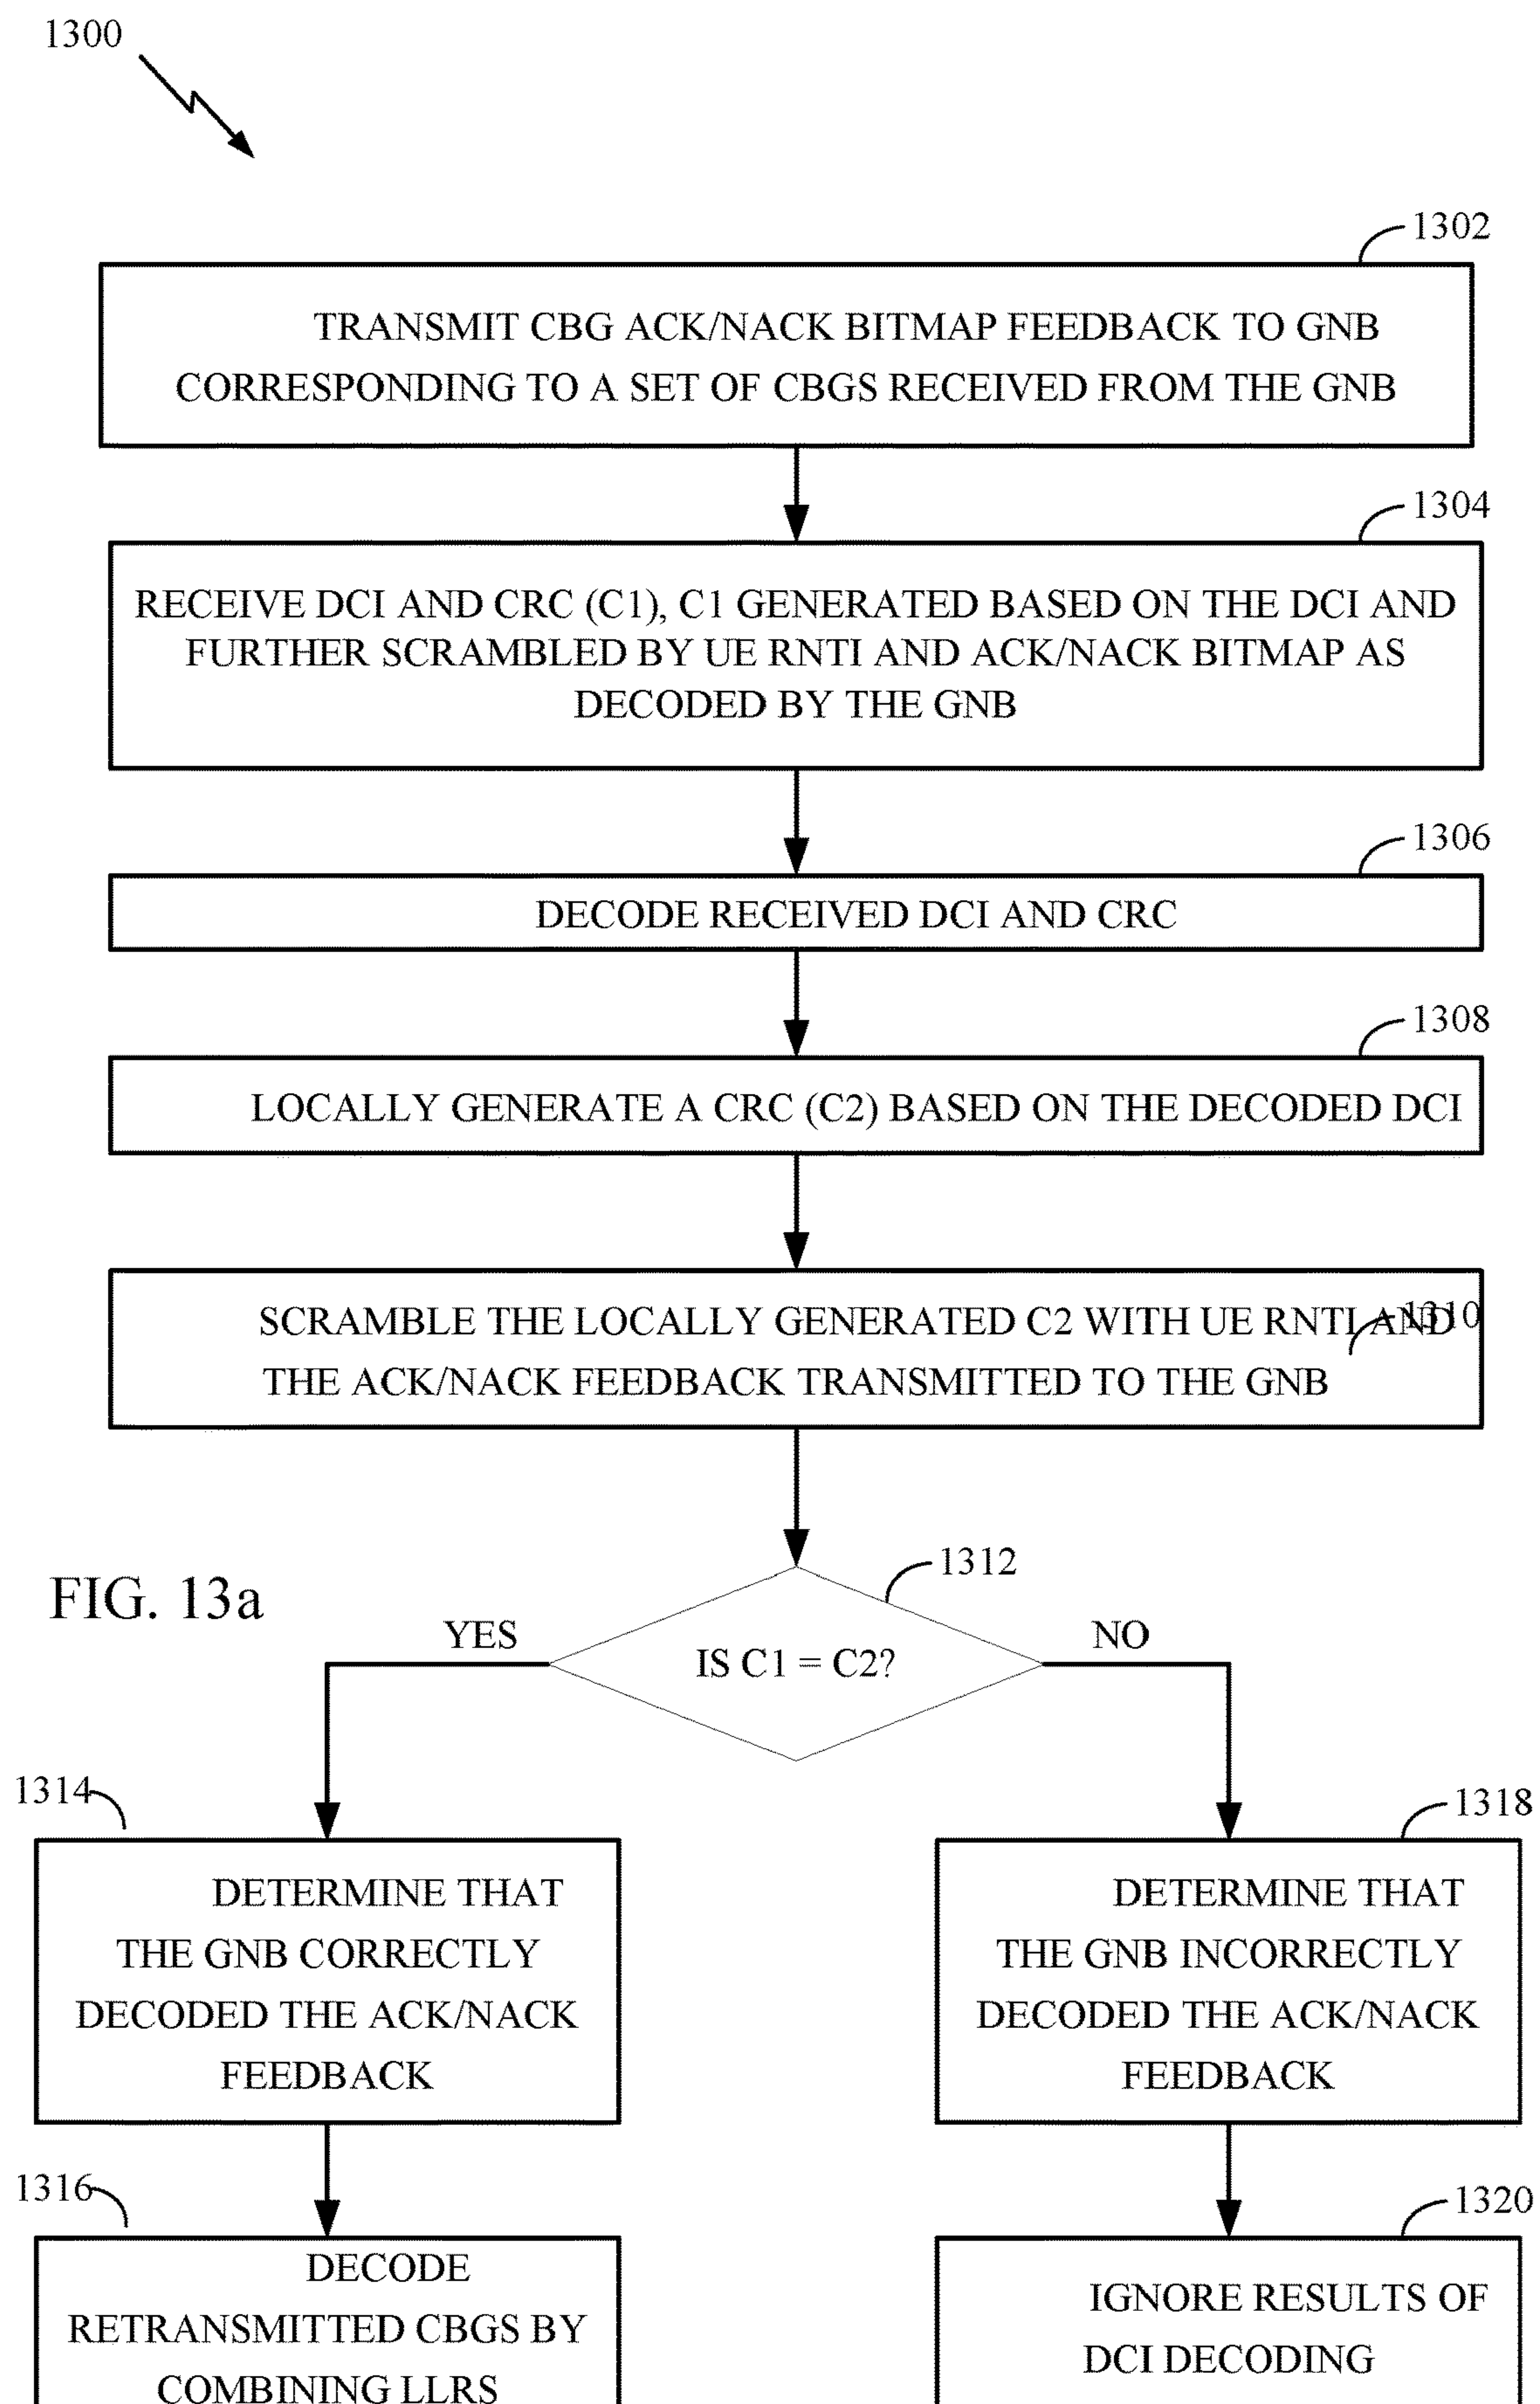 1300
1302
TRANSMIT CBG ACK/NACK BITMAP FEEDBACK TO GNB
CORRESPONDING TO A SET OF CBGS RECEIVED FROM THE GNB
1304
RECEIVE DCI AND CRC (C1), C1 GENERATED BASED ON THE DCI AND
FURTHER SCRAMBLED BY UE RNTI AND ACK/NACK BITMAP AS
DECODED BY THE GNB
1306
DECODE RECEIVED DCI AND CRC
1308
LOCALLY GENERATE A CRC (C2) BASED ON THE DECODED DCI
1310
SCRAMBLE THE LOCALLY GENERATED C2 WITH UE RNTI AND
THE ACK/NACK FEEDBACK TRANSMITTED TO THE GNB
1312
FIG. 13a
YES
NO
IS C1 = C2?
1314
DETERMINE THAT
THE GNB CORRECTLY
DECODED THE ACK/NACK
FEEDBACK
1318
DETERMINE THAT
THE GNB INCORRECTLY
DECODED THE ACK/NACK
FEEDBACK
1316
DECODE
RETRANSMITTED CBGS BY
COMBINING LLRS
1320
IGNORE RESULTS OF
DCI DECODING